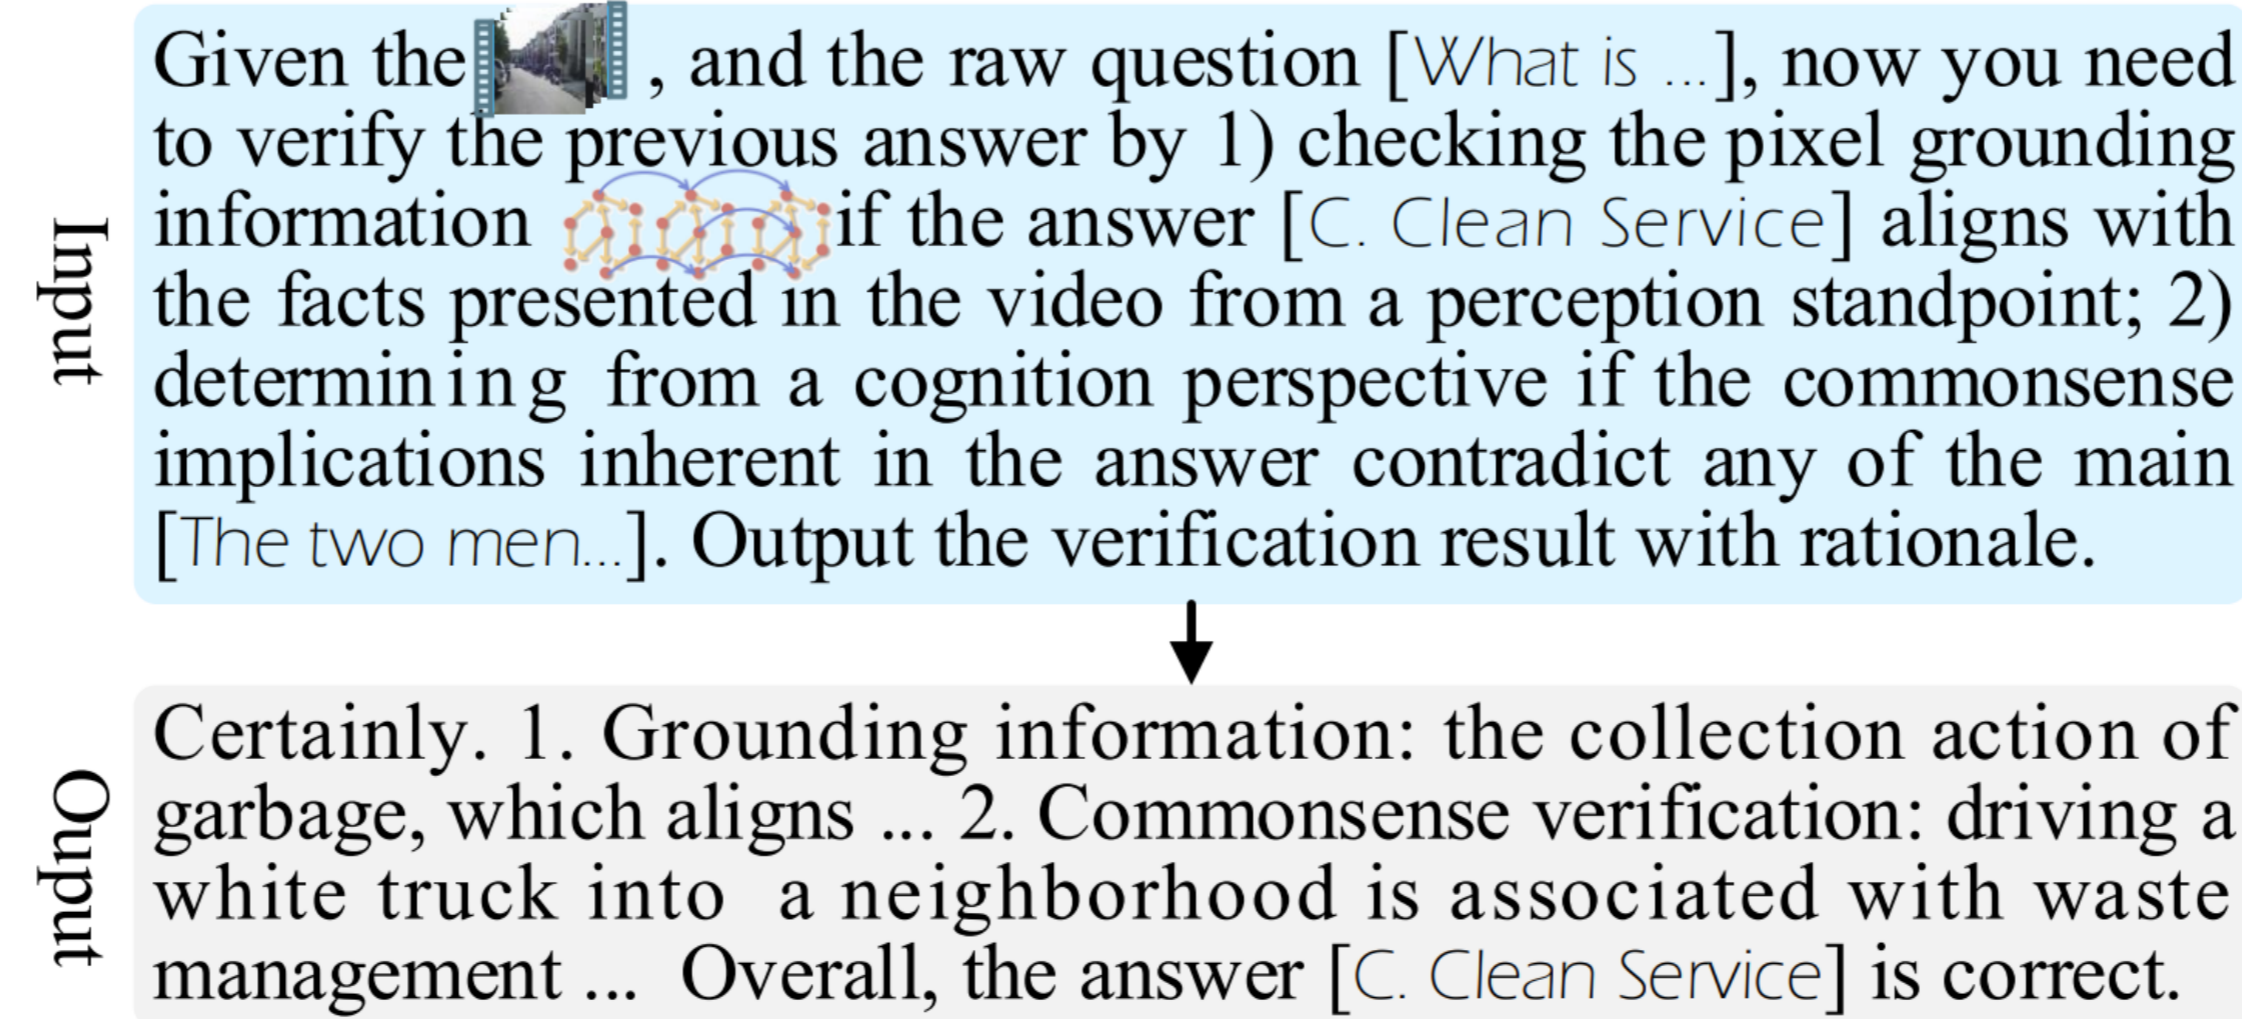 Input
Given the , and the raw question [What is ...], now you need
to verify the previous answer by 1) checking the pixel grounding
information if the answer [C. Clean Service] aligns with
the facts presented in the video from a perception standpoint; 2)
determining from a cognition perspective if the commonsense
implications inherent in the answer contradict any of the main
[The two men...]. Output the verification result with rationale.
Ouput
Certainly. 1. Grounding information: the collection action of
garbage, which aligns ... 2. Commonsense verification: driving a
white truck into a neighborhood is associated with waste
management ... Overall, the answer [C. Clean Service] is correct.